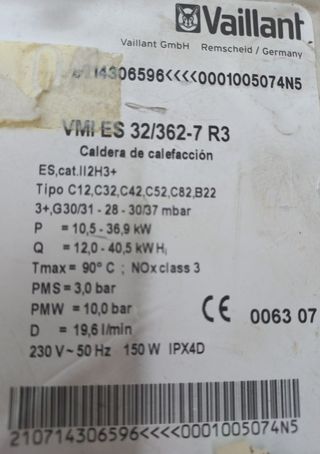 Vaillant
Vaillant GmbH Remscheid / Germany
14306596<<<<0001005074N5
VMI ES 32/362-7 R3
Caldera de calefacción
ES,cat.II2H3+
Tipo C12,C32,C42,C52,C82,B22
3+,G30/31 - 28 - 30/37 mbar
P = 10,5 - 36,9 kW
Q = 12,0 - 40,5 kW Hi
Tmax = 90° C ; NOx class 3
PMS = 3,0 bar
PMW = 10,0 bar
CE 0063 07
D = 19,6 l/min
230 V ~ 50 Hz 150 W IPX4D
210714306596<<<<0001005074N5